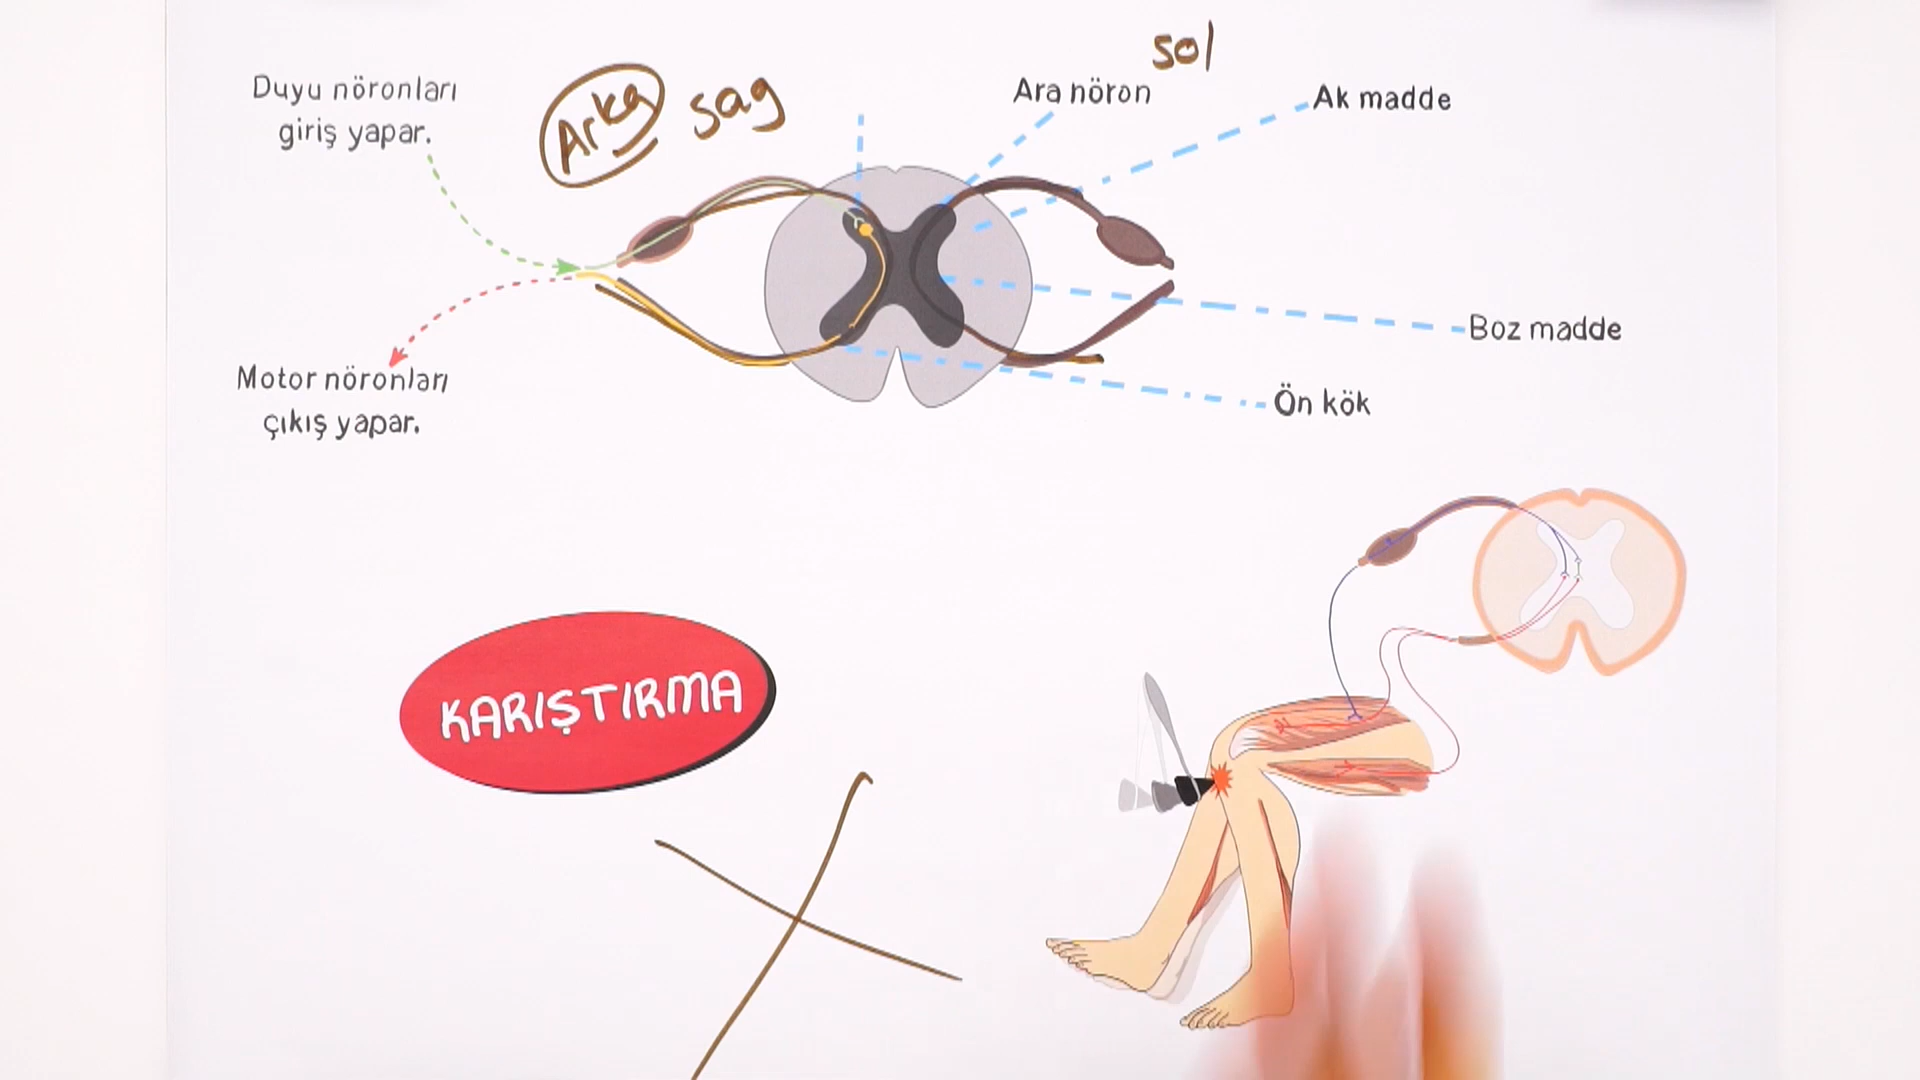 Duyu nöronları
giriş yapar.
Arka sag
sol
Ara nöron
Ak madde
Boz madde
Ön kök
Motor nöronları
çıkış yapar.
KARIŞTIRMA